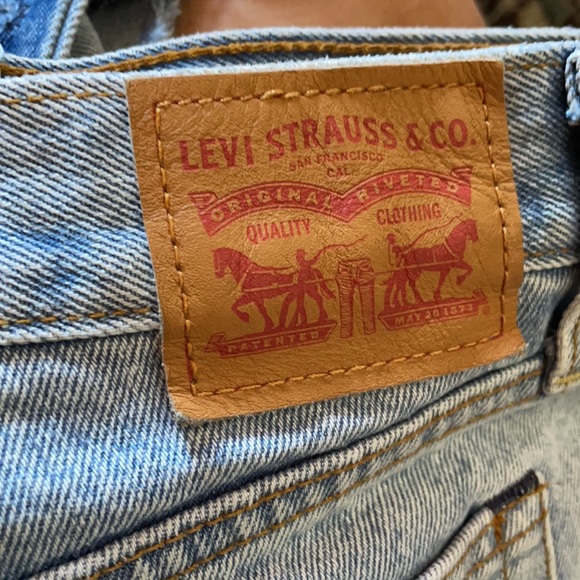 LEVI STRAUSS & CO.
SAN FRANCISCO
CAL.
ORIGINAL RIVETED
QUALITY CLOTHING
PATENTED MAY 20 1873